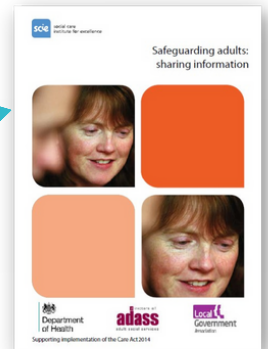 scie social care
institute for excellence
Safeguarding adults:
sharing information
Department
of Health
adass
adult social services
Local
Government
Association
Supporting implementation of the Care Act 2014